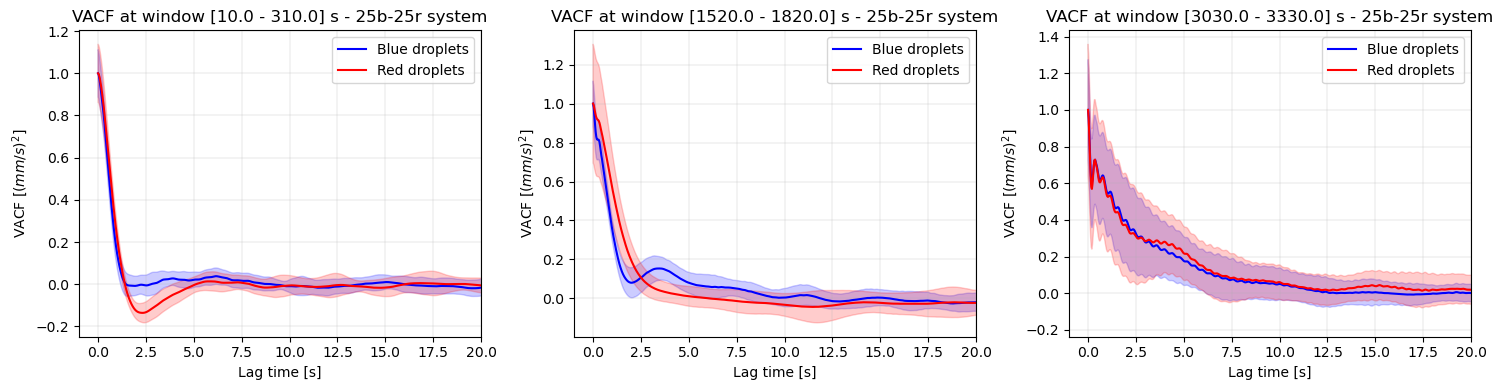 VACF at window [10.0 - 310.0] s - 25b-25r system
VACF [(mm/s)²]
1.2
1.0
0.8
0.6
0.4
0.2
0.0
−0.2
Blue droplets
Red droplets
0.0 2.5 5.0 7.5 10.0 12.5 15.0 17.5 20.0
Lag time [s]
VACF at window [1520.0 - 1820.0] s - 25b-25r system
VACF [(mm/s)²]
1.2
1.0
0.8
0.6
0.4
0.2
0.0
Blue droplets
Red droplets
0.0 2.5 5.0 7.5 10.0 12.5 15.0 17.5 20.0
Lag time [s]
VACF at window [3030.0 - 3330.0] s - 25b-25r system
VACF [(mm/s)²]
1.4
1.2
1.0
0.8
0.6
0.4
0.2
0.0
−0.2
Blue droplets
Red droplets
0.0 2.5 5.0 7.5 10.0 12.5 15.0 17.5 20.0
Lag time [s]